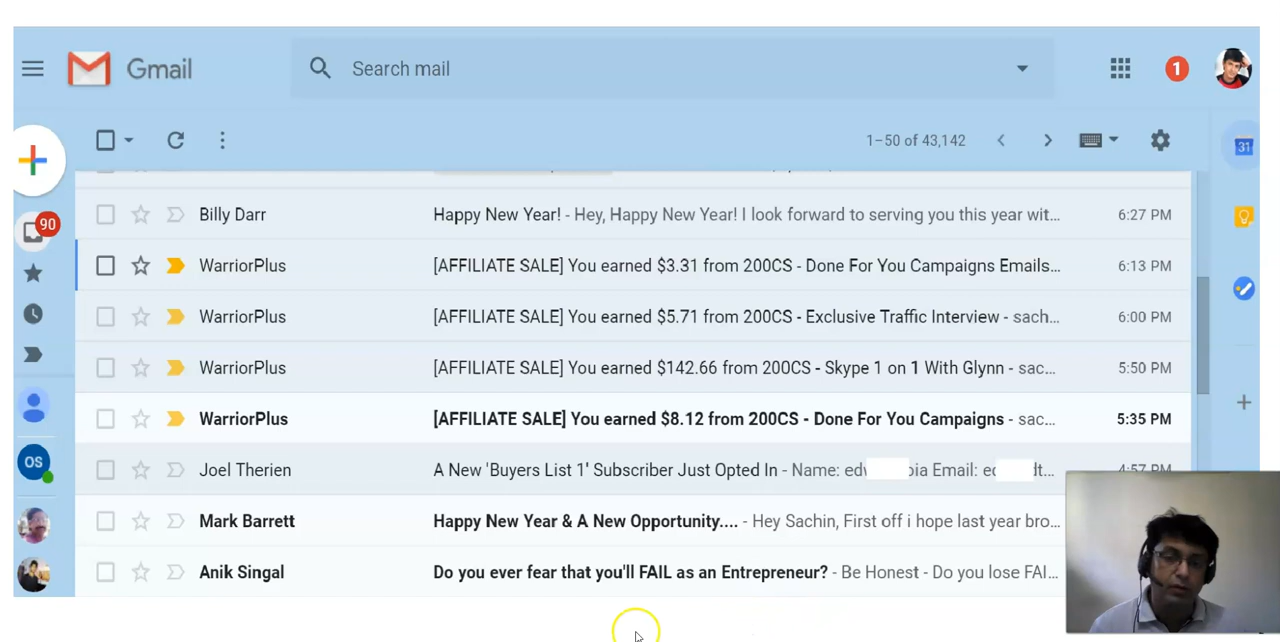 Gmail Search mail 1
1–50 of 43,142 31
90
Billy Darr Happy New Year! - Hey, Happy New Year! I look forward to serving you this year wit... 6:27 PM
WarriorPlus [AFFILIATE SALE] You earned $3.31 from 200CS - Done For You Campaigns Emails... 6:13 PM
WarriorPlus [AFFILIATE SALE] You earned $5.71 from 200CS - Exclusive Traffic Interview - sach... 6:00 PM
WarriorPlus [AFFILIATE SALE] You earned $142.66 from 200CS - Skype 1 on 1 With Glynn - sac... 5:50 PM
WarriorPlus [AFFILIATE SALE] You earned $8.12 from 200CS - Done For You Campaigns - sac... 5:35 PM
OS Joel Therien A New 'Buyers List 1' Subscriber Just Opted In - Name: edw bia Email: ec dt... 4:57 PM
Mark Barrett Happy New Year & A New Opportunity.... - Hey Sachin, First off i hope last year bro...
Anik Singal Do you ever fear that you'll FAIL as an Entrepreneur? - Be Honest - Do you lose FAI...